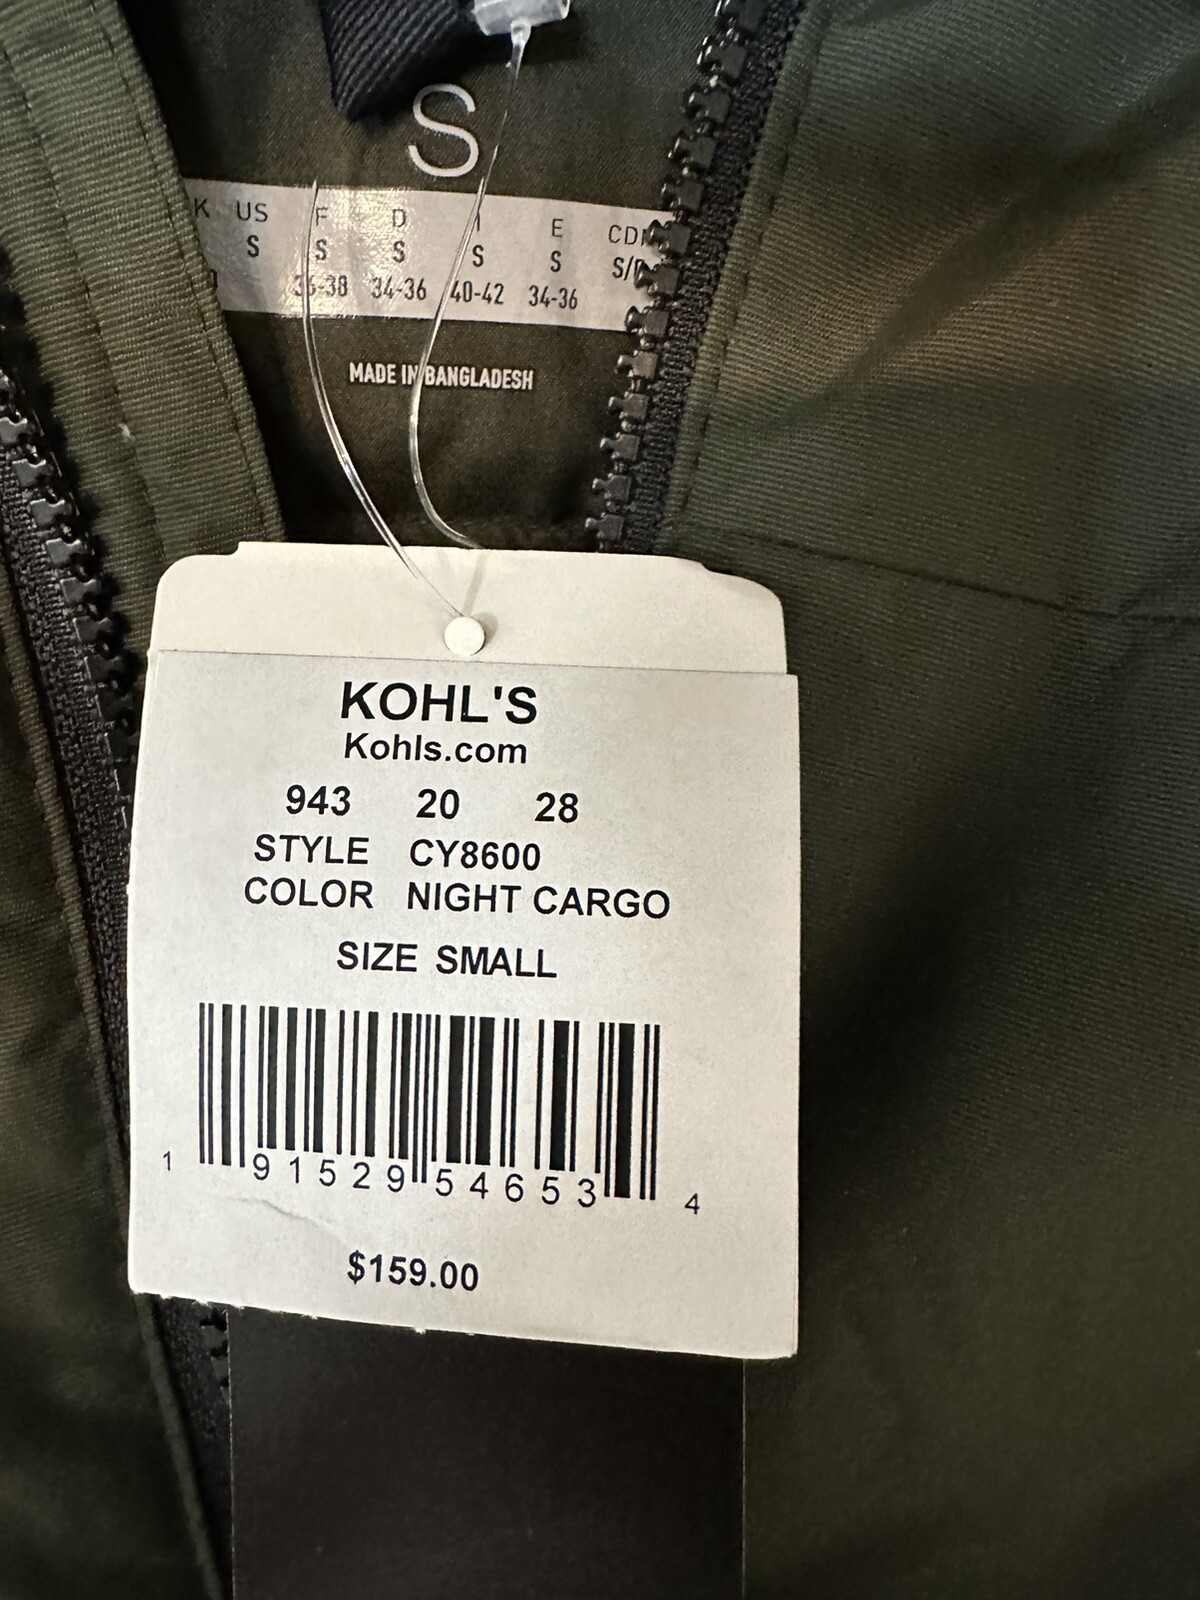 S
K US F D I E
S S S S S
36-38 34-36 40-42 34-36
MADE IN BANGLADESH
KOHL'S
Kohls.com
943 20 28
STYLE CY8600
COLOR NIGHT CARGO
SIZE SMALL
1 91529 54653 4
$159.00